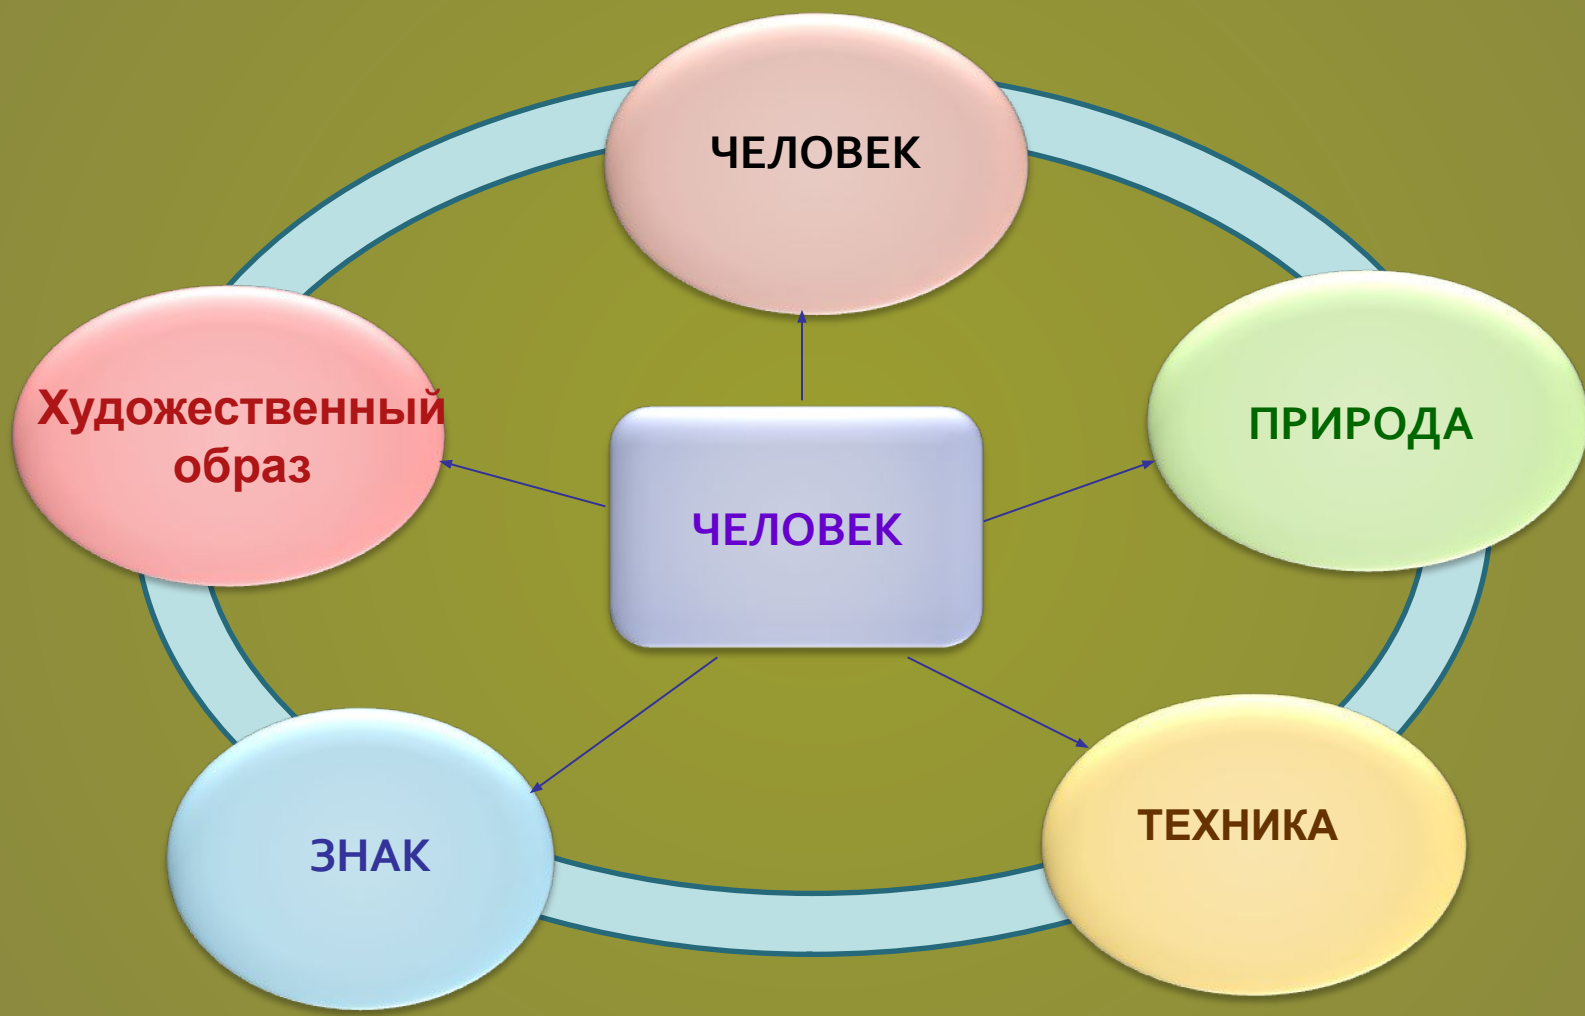 ЧЕЛОВЕК
Художественный
образ
ПРИРОДА
ЧЕЛОВЕК
ЗНАК
ТЕХНИКА